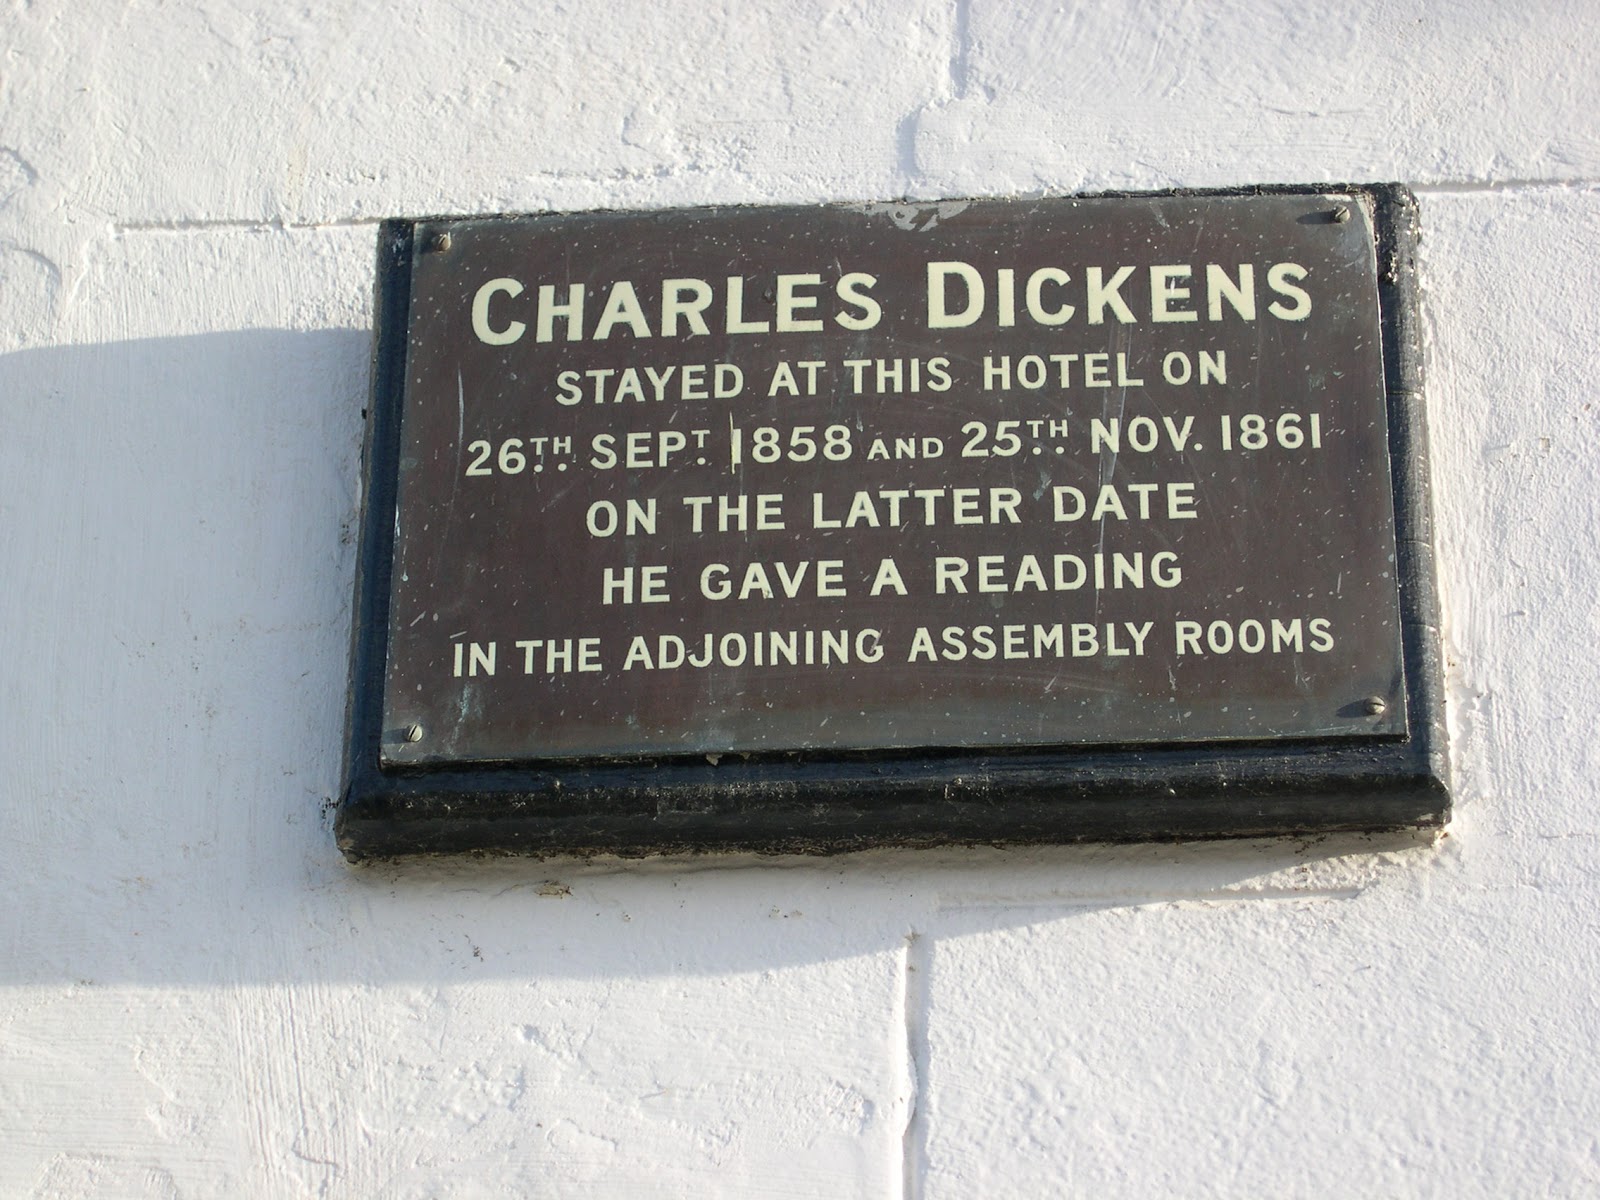 CHARLES DICKENS
STAYED AT THIS HOTEL ON
26TH SEPT 1858 AND 25TH NOV. 1861
ON THE LATTER DATE
HE GAVE A READING
IN THE ADJOINING ASSEMBLY ROOMS